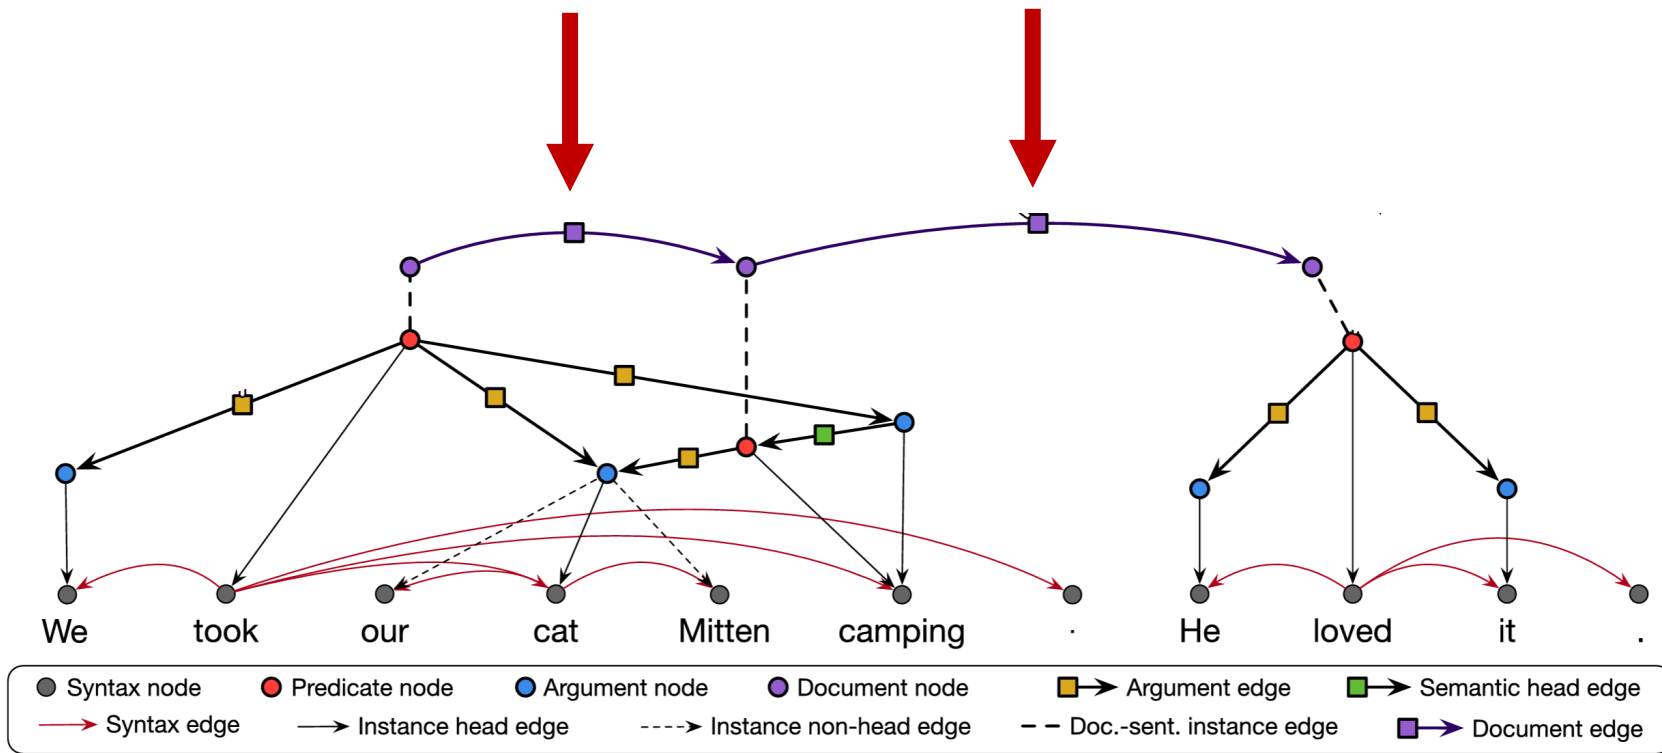 We took our cat Mitten camping . He loved it .
Syntax node Predicate node Argument node Document node Argument edge Semantic head edge
Syntax edge Instance head edge Instance non-head edge Doc.-sent. instance edge Document edge